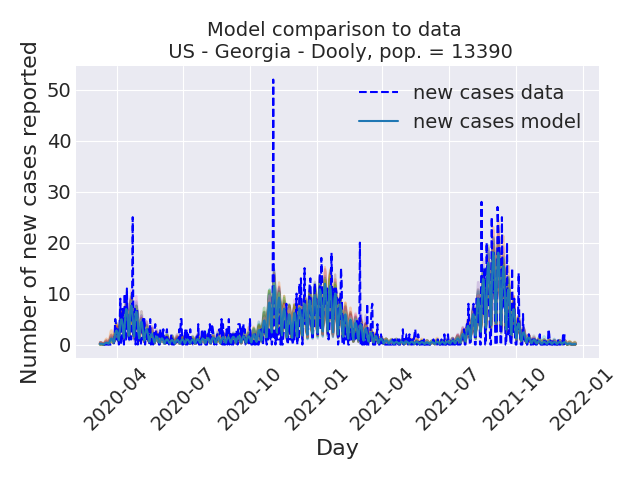 Model comparison to data
US - Georgia - Dooly, pop. = 13390
Number of new cases reported
50
40
30
20
10
0
new cases data
new cases model
2020-04
2020-07
2020-10
2021-01
2021-04
2021-07
2021-10
2022-01
Day